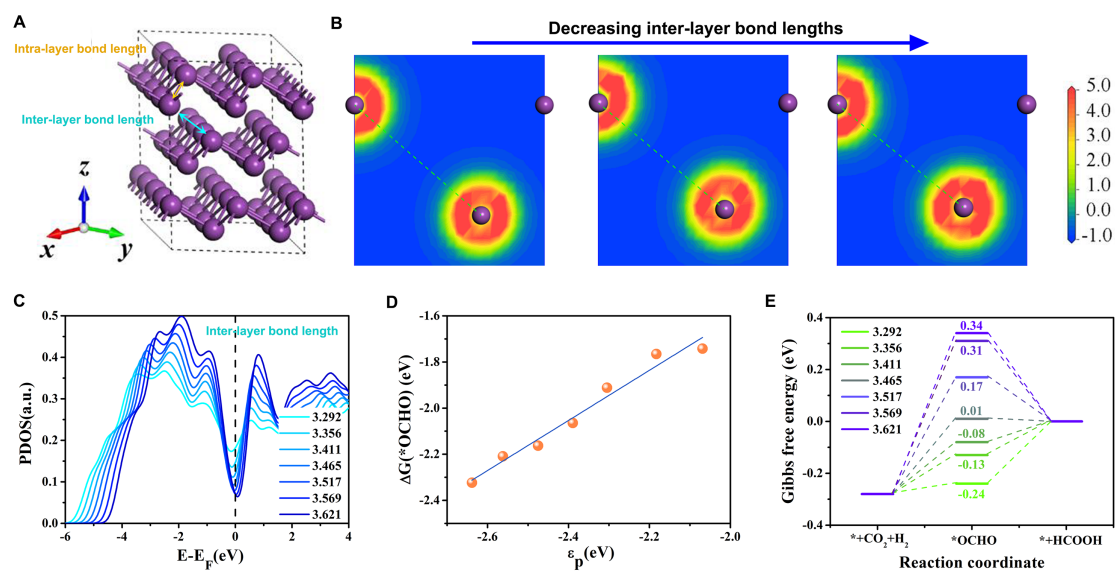 A
Intra-layer bond length
Inter-layer bond length
z
x
y
B
Decreasing inter-layer bond lengths
5.0
4.0
3.0
2.0
1.0
0.0
-1.0
C
0.5
0.4
0.3
0.2
0.1
0.0
PDOS(a.u.)
Inter-layer bond length
3.292
3.356
3.411
3.465
3.517
3.569
3.621
-6 -4 -2 0 2 4
E-E_F(eV)
D
-1.6
-1.8
-2.0
-2.2
-2.4
ΔG(*OCHO) (eV)
-2.6 -2.4 -2.2 -2.0
ε_p(eV)
E
0.4
0.2
0.0
-0.2
-0.4
Gibbs free energy (eV)
3.292
3.356
3.411
3.465
3.517
3.569
3.621
0.34
0.31
0.17
0.01
-0.08
-0.13
-0.24
*+CO₂+H₂ *OCHO *+HCOOH
Reaction coordinate